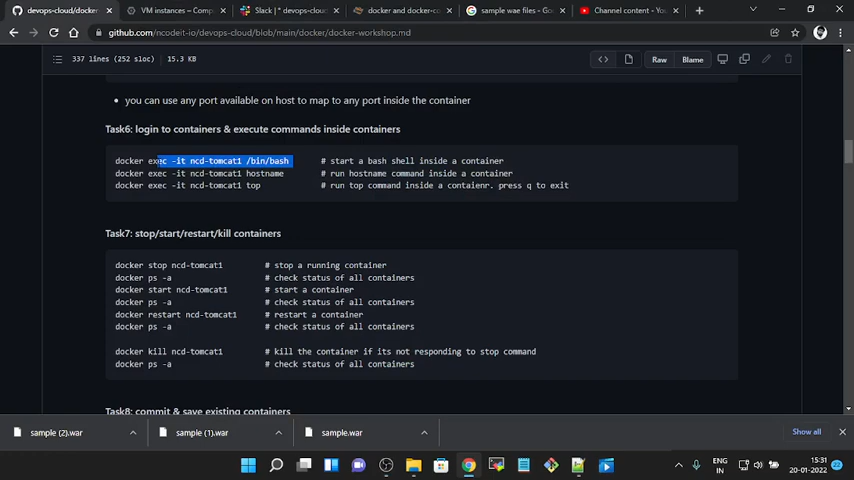 devops-cloud/docker
VM instances – Comp
Slack | * devops-clou
docker and docker-co
sample wae files - Goo
Channel content - You
github.com/ncodeit-io/devops-cloud/blob/main/docker/docker-workshop.md
337 lines (252 sloc) 15.3 KB
Raw
Blame
you can use any port available on host to map to any port inside the container
Task6: login to containers & execute commands inside containers
docker exec -it ncd-tomcat1 /bin/bash # start a bash shell inside a container
docker exec -it ncd-tomcat1 hostname # run hostname command inside a container
docker exec -it ncd-tomcat1 top # run top command inside a contaienr. press q to exit
Task7: stop/start/restart/kill containers
docker stop ncd-tomcat1 # stop a running container
docker ps -a # check status of all containers
docker start ncd-tomcat1 # start a container
docker ps -a # check status of all containers
docker restart ncd-tomcat1 # restart a container
docker ps -a # check status of all containers
docker kill ncd-tomcat1 # kill the container if its not responding to stop command
docker ps -a # check status of all containers
Task8: commit & save existing containers
sample (2).war
sample (1).war
sample.war
Show all
ENG
IN
15:31
20-01-2022
22